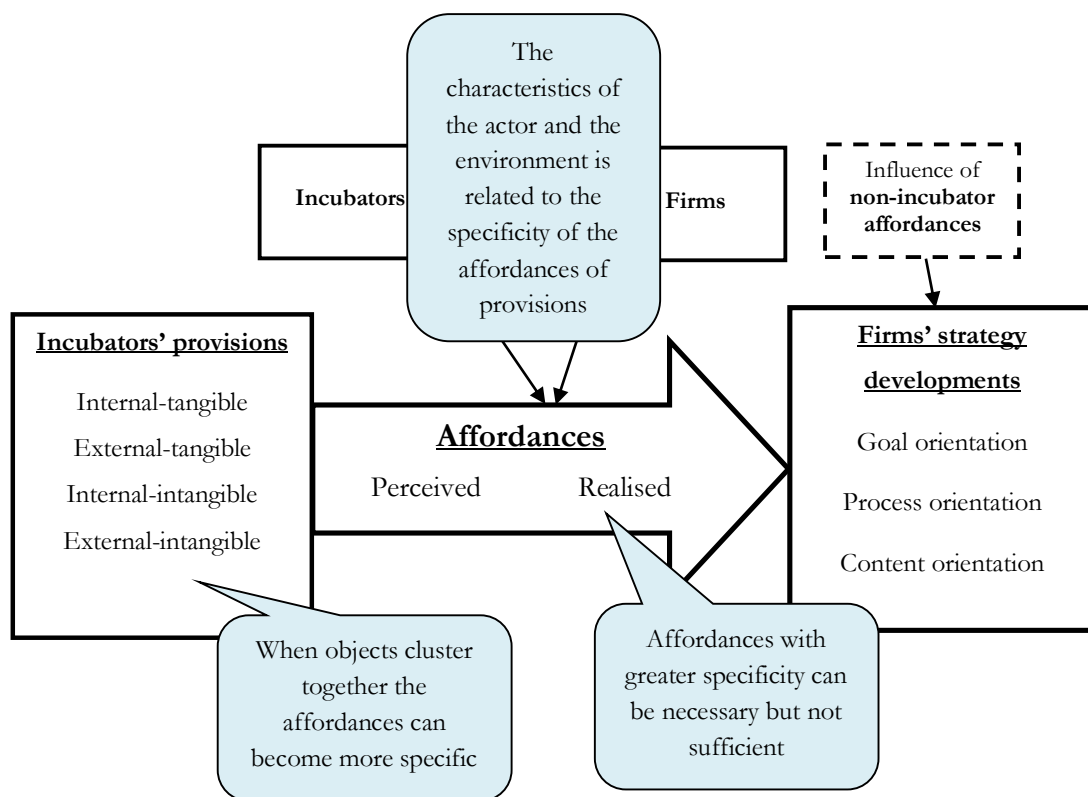 The
characteristics of
the actor and the
environment is
related to the
specificity of the
affordances of
provisions
Incubators
Firms
Influence of
non-incubator
affordances
Incubators’ provisions
Internal-tangible
External-tangible
Internal-intangible
External-intangible
Affordances
Perceived Realised
Firms’ strategy
developments
Goal orientation
Process orientation
Content orientation
When objects cluster
together the
affordances can
become more specific
Affordances with
greater specificity can
be necessary but not
sufficient